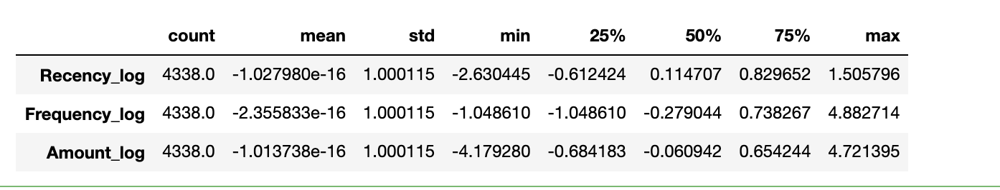 count mean std min 25% 50% 75% max
Recency_log 4338.0 -1.027980e-16 1.000115 -2.630445 -0.612424 0.114707 0.829652 1.505796
Frequency_log 4338.0 -2.355833e-16 1.000115 -1.048610 -1.048610 -0.279044 0.738267 4.882714
Amount_log 4338.0 -1.013738e-16 1.000115 -4.179280 -0.684183 -0.060942 0.654244 4.721395